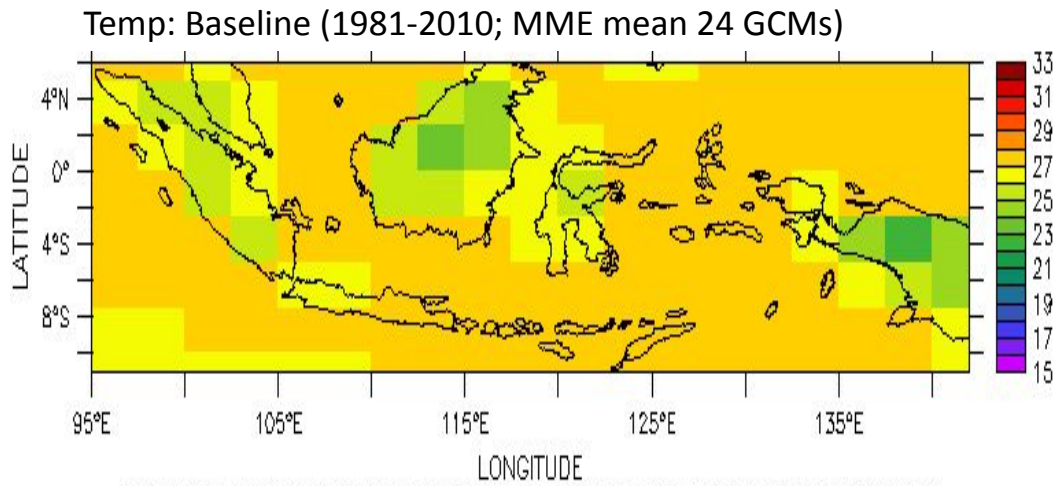 Temp: Baseline (1981-2010; MME mean 24 GCMs)
4°N
0°
4°S
8°S
LATITUDE
95°E 105°E 115°E 125°E 135°E
LONGITUDE
33
31
29
27
25
23
21
19
17
15